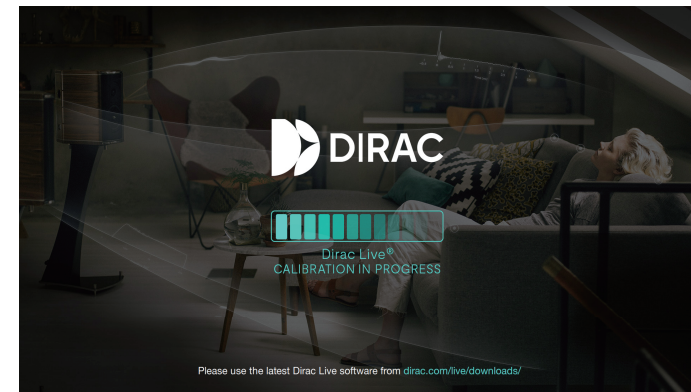 DIRAC
Dirac Live®
CALIBRATION IN PROGRESS
Please use the latest Dirac Live software from dirac.com/live/downloads/